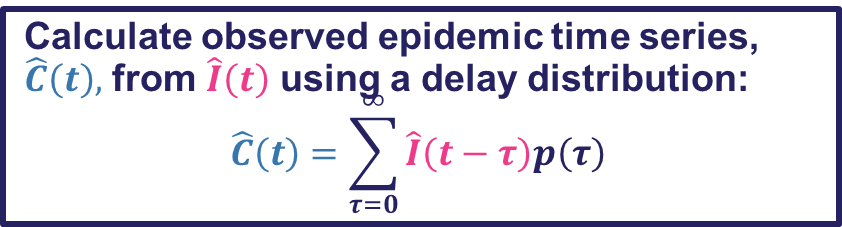 Calculate observed epidemic time series,
Ĉ(t), from Î(t) using a delay distribution:
∞
Ĉ(t) = ∑ Î(t − τ)p(τ)
τ=0